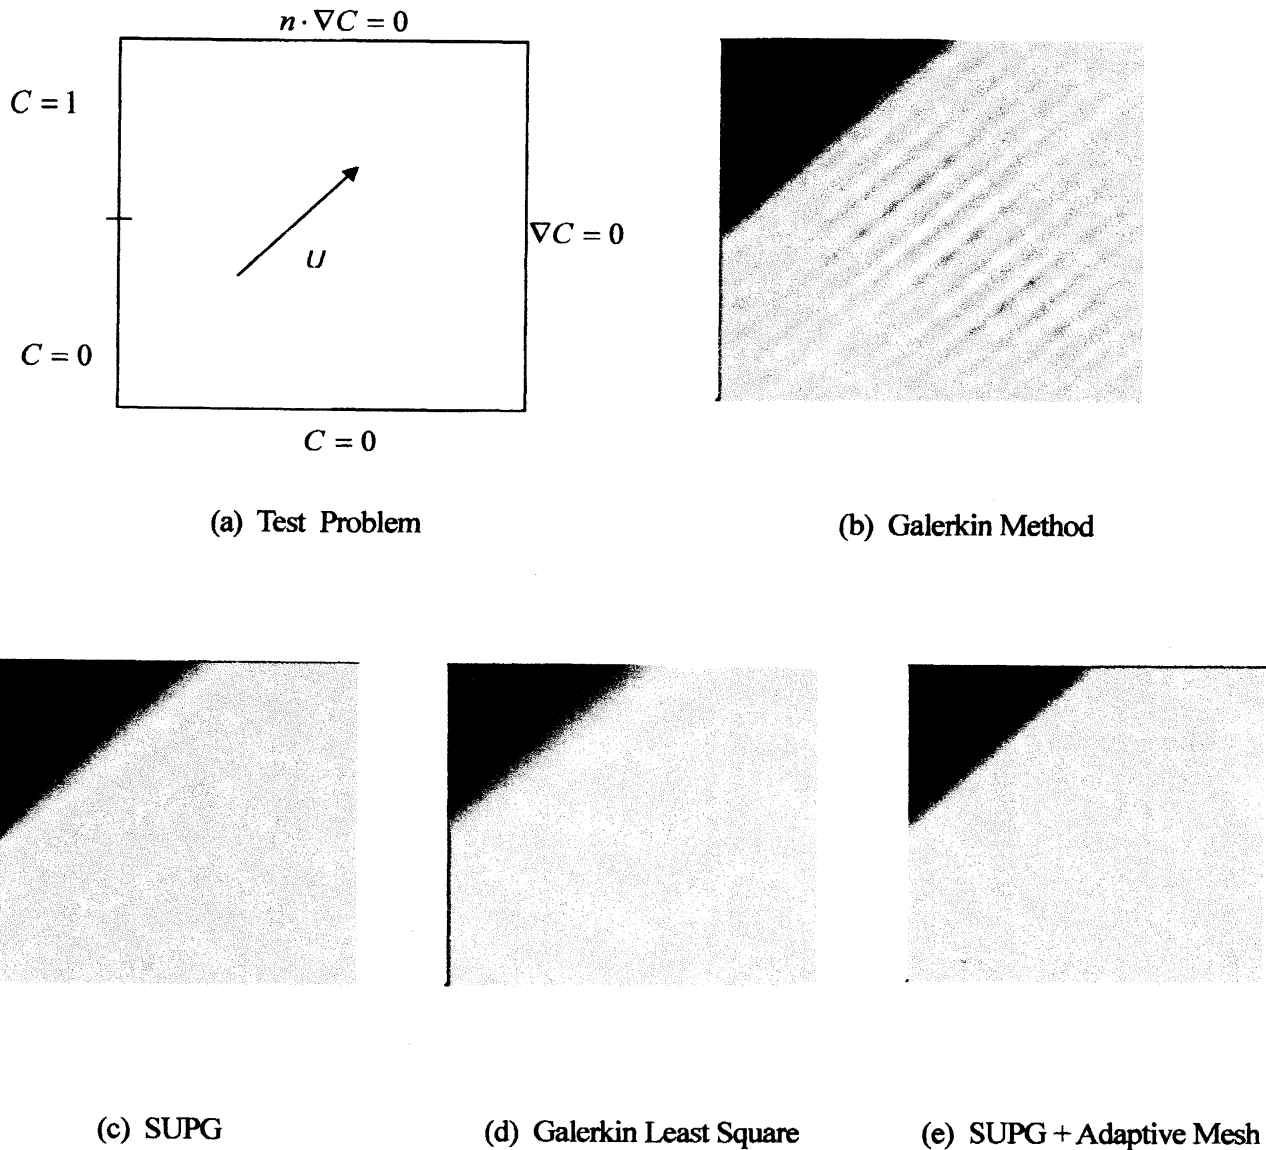 n · ∇C = 0
C = 1
∇C = 0
U
C = 0
C = 0
(a) Test Problem
(b) Galerkin Method
(c) SUPG
(d) Galerkin Least Square
(e) SUPG + Adaptive Mesh